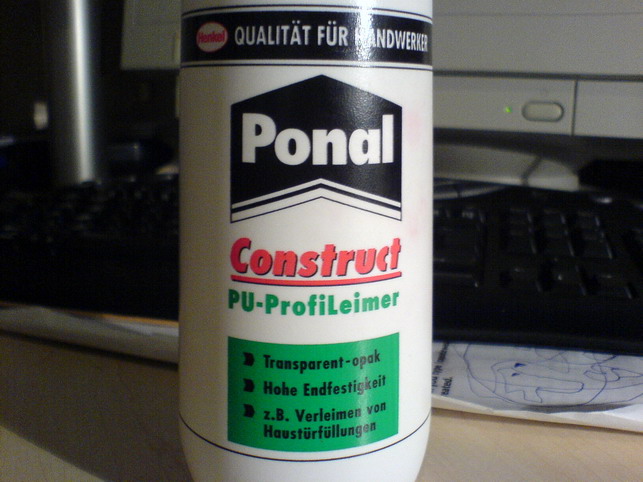 Henkel QUALITÄT FÜR HANDWERKER
Ponal
Construct
PU-ProfiLeimer
Transparent-opak
Hohe Endfestigkeit
z.B. Verleimen von
Haustürfüllungen